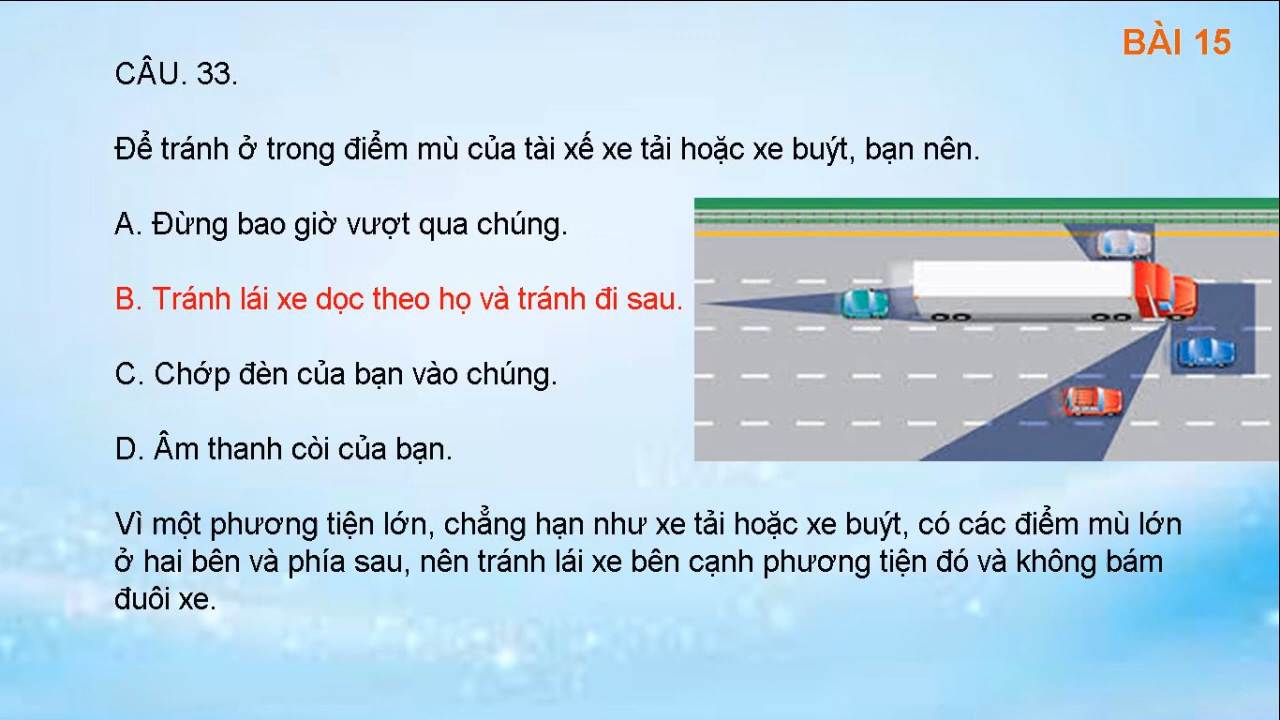 BÀI 15
CÂU. 33.
Để tránh ở trong điểm mù của tài xế xe tải hoặc xe buýt, bạn nên.
A. Đừng bao giờ vượt qua chúng.
B. Tránh lái xe dọc theo họ và tránh đi sau.
C. Chớp đèn của bạn vào chúng.
D. Âm thanh còi của bạn.
Vì một phương tiện lớn, chẳng hạn như xe tải hoặc xe buýt, có các điểm mù lớn
ở hai bên và phía sau, nên tránh lái xe bên cạnh phương tiện đó và không bám
đuôi xe.